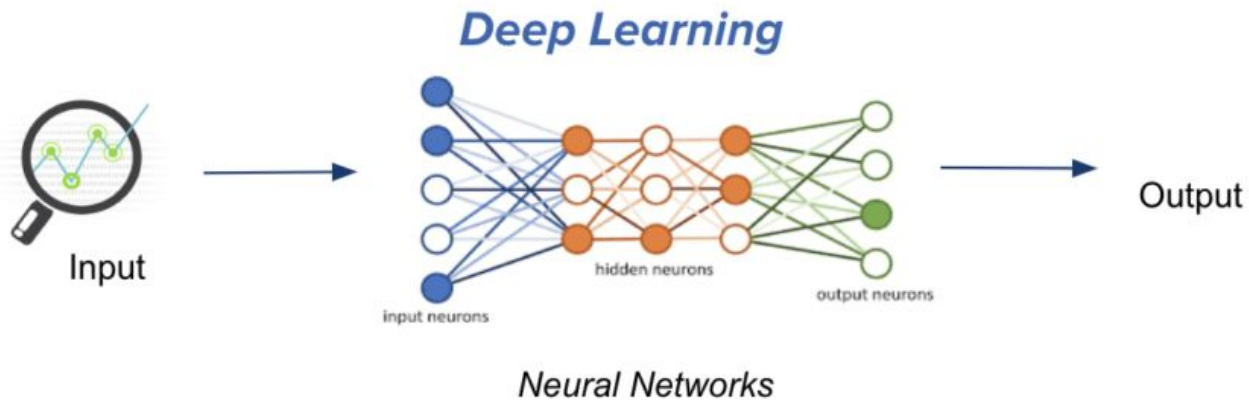 Deep Learning
Input
input neurons
hidden neurons
output neurons
Output
Neural Networks